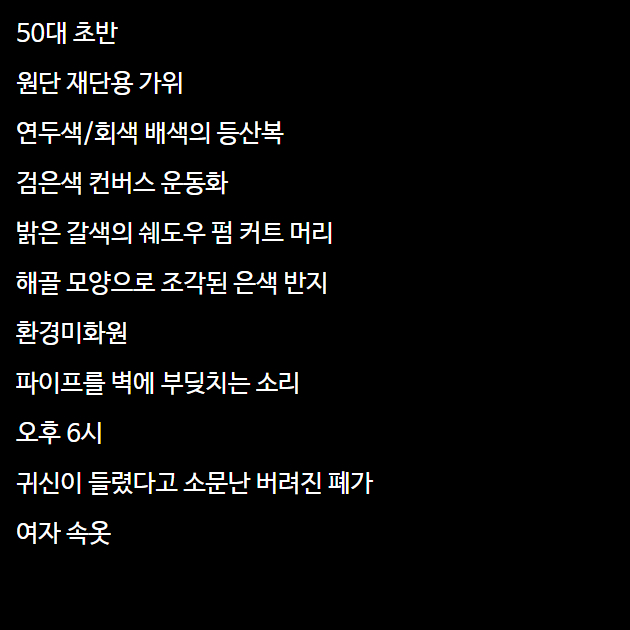 50대 초반
원단 재단용 가위
연두색/회색 배색의 등산복
검은색 컨버스 운동화
밝은 갈색의 쉐도우 펌 커트 머리
해골 모양으로 조각된 은색 반지
환경미화원
파이프를 벽에 부딪치는 소리
오후 6시
귀신이 들렸다고 소문난 버려진 폐가
여자 속옷